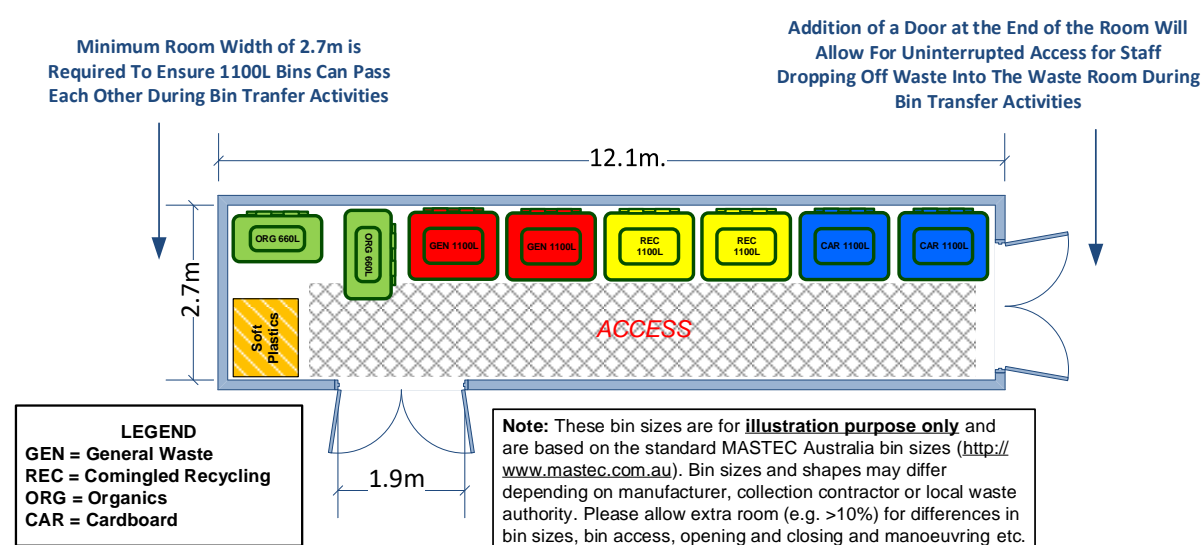 Minimum Room Width of 2.7m is
Required To Ensure 1100L Bins Can Pass
Each Other During Bin Tranfer Activities
Addition of a Door at the End of the Room Will
Allow For Uninterrupted Access for Staff
Dropping Off Waste Into The Waste Room During
Bin Transfer Activities
12.1m.
2.7m
ORG 660L
ORG 660L
GEN 1100L
GEN 1100L
REC
1100L
REC
1100L
CAR 1100L
CAR 1100L
Soft
Plastics
ACCESS
1.9m
LEGEND
GEN = General Waste
REC = Comingled Recycling
ORG = Organics
CAR = Cardboard
Note: These bin sizes are for illustration purpose only and
are based on the standard MASTEC Australia bin sizes (http://
www.mastec.com.au). Bin sizes and shapes may differ
depending on manufacturer, collection contractor or local waste
authority. Please allow extra room (e.g. >10%) for differences in
bin sizes, bin access, opening and closing and manoeuvring etc.